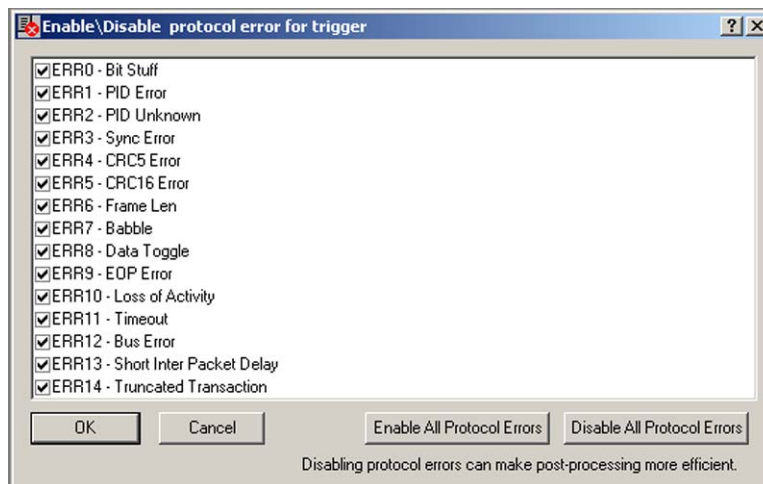 Enable\Disable protocol error for trigger
ERR0 - Bit Stuff
ERR1 - PID Error
ERR2 - PID Unknown
ERR3 - Sync Error
ERR4 - CRC5 Error
ERR5 - CRC16 Error
ERR6 - Frame Len
ERR7 - Babble
ERR8 - Data Toggle
ERR9 - EOP Error
ERR10 - Loss of Activity
ERR11 - Timeout
ERR12 - Bus Error
ERR13 - Short Inter Packet Delay
ERR14 - Truncated Transaction
OK Cancel Enable All Protocol Errors Disable All Protocol Errors
Disabling protocol errors can make post-processing more efficient.